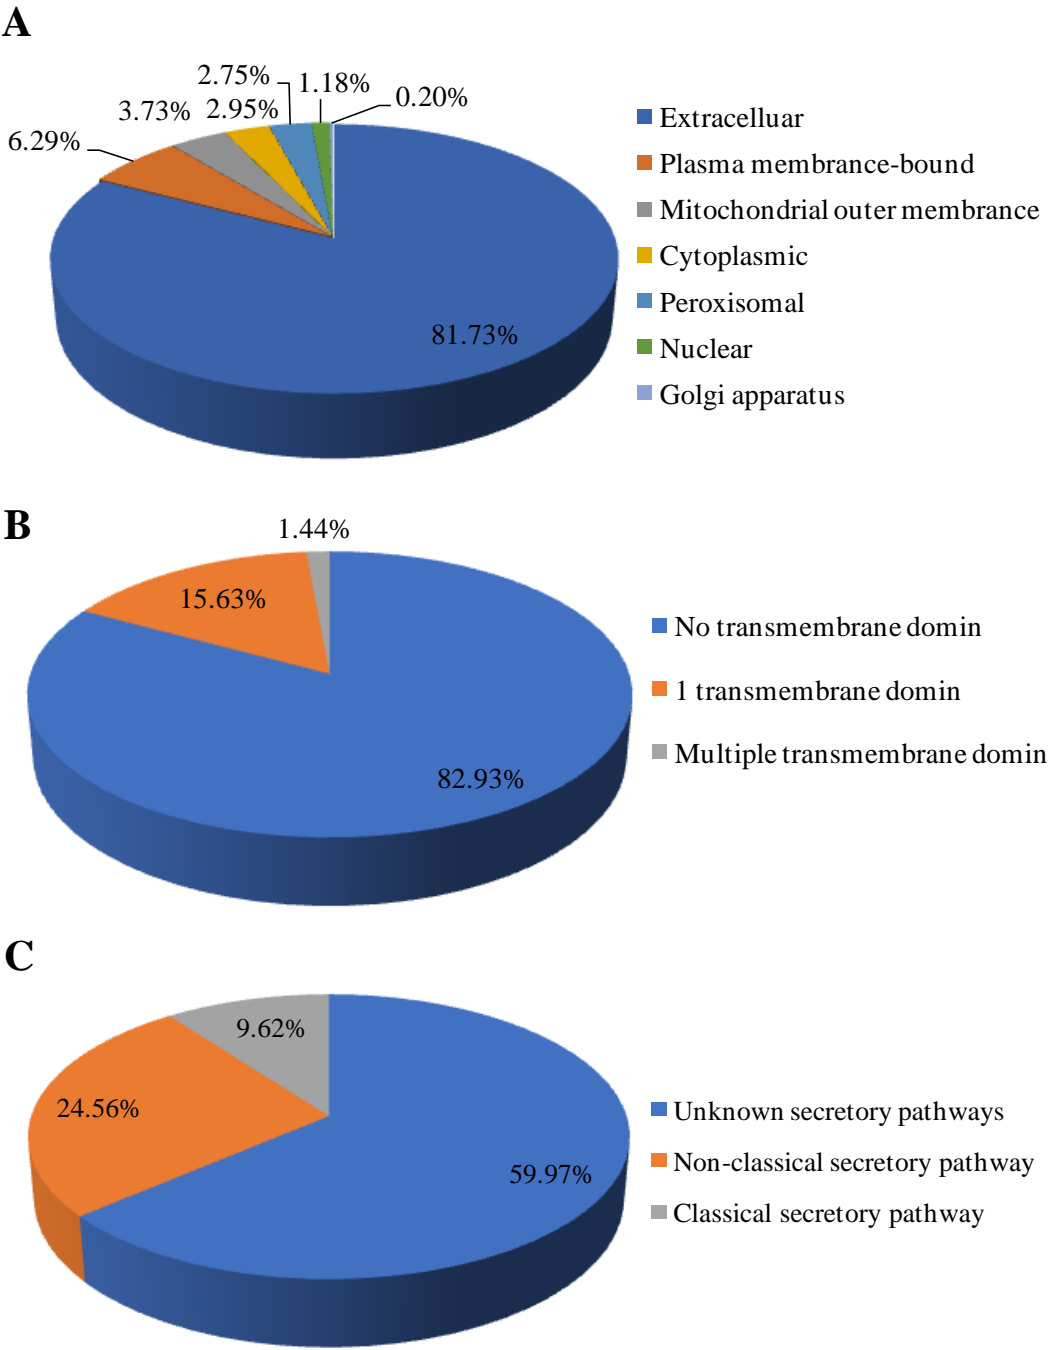 A
2.75%
1.18%
0.20%
3.73%
2.95%
6.29%
81.73%
Extracelluar
Plasma membrance-bound
Mitochondrial outer membrance
Cytoplasmic
Peroxisomal
Nuclear
Golgi apparatus
B
1.44%
15.63%
82.93%
No transmembrane domin
1 transmembrane domin
Multiple transmembrane domin
C
9.62%
24.56%
59.97%
Unknown secretory pathways
Non-classical secretory pathway
Classical secretory pathway